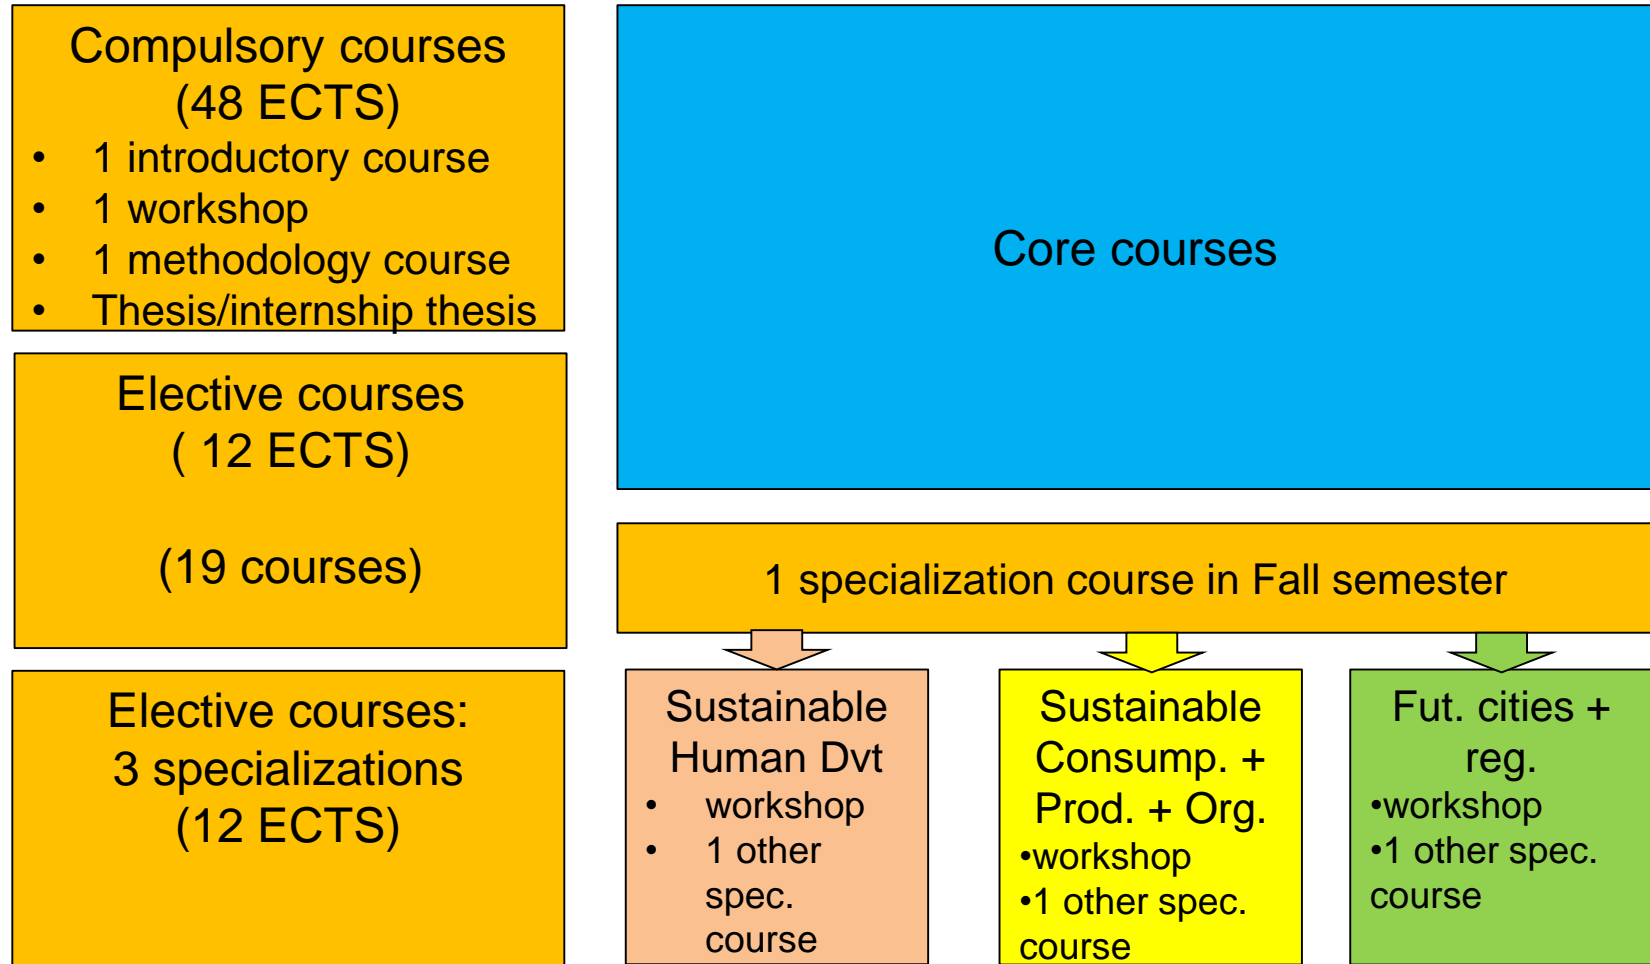 Compulsory courses
(48 ECTS)
• 1 introductory course
• 1 workshop
• 1 methodology course
• Thesis/internship thesis
Elective courses
( 12 ECTS)
(19 courses)
Elective courses:
3 specializations
(12 ECTS)
Core courses
1 specialization course in Fall semester
Sustainable
Human Dvt
• workshop
• 1 other
spec.
course
Sustainable
Consump. +
Prod. + Org.
•workshop
•1 other spec.
course
Fut. cities +
reg.
•workshop
•1 other spec.
course